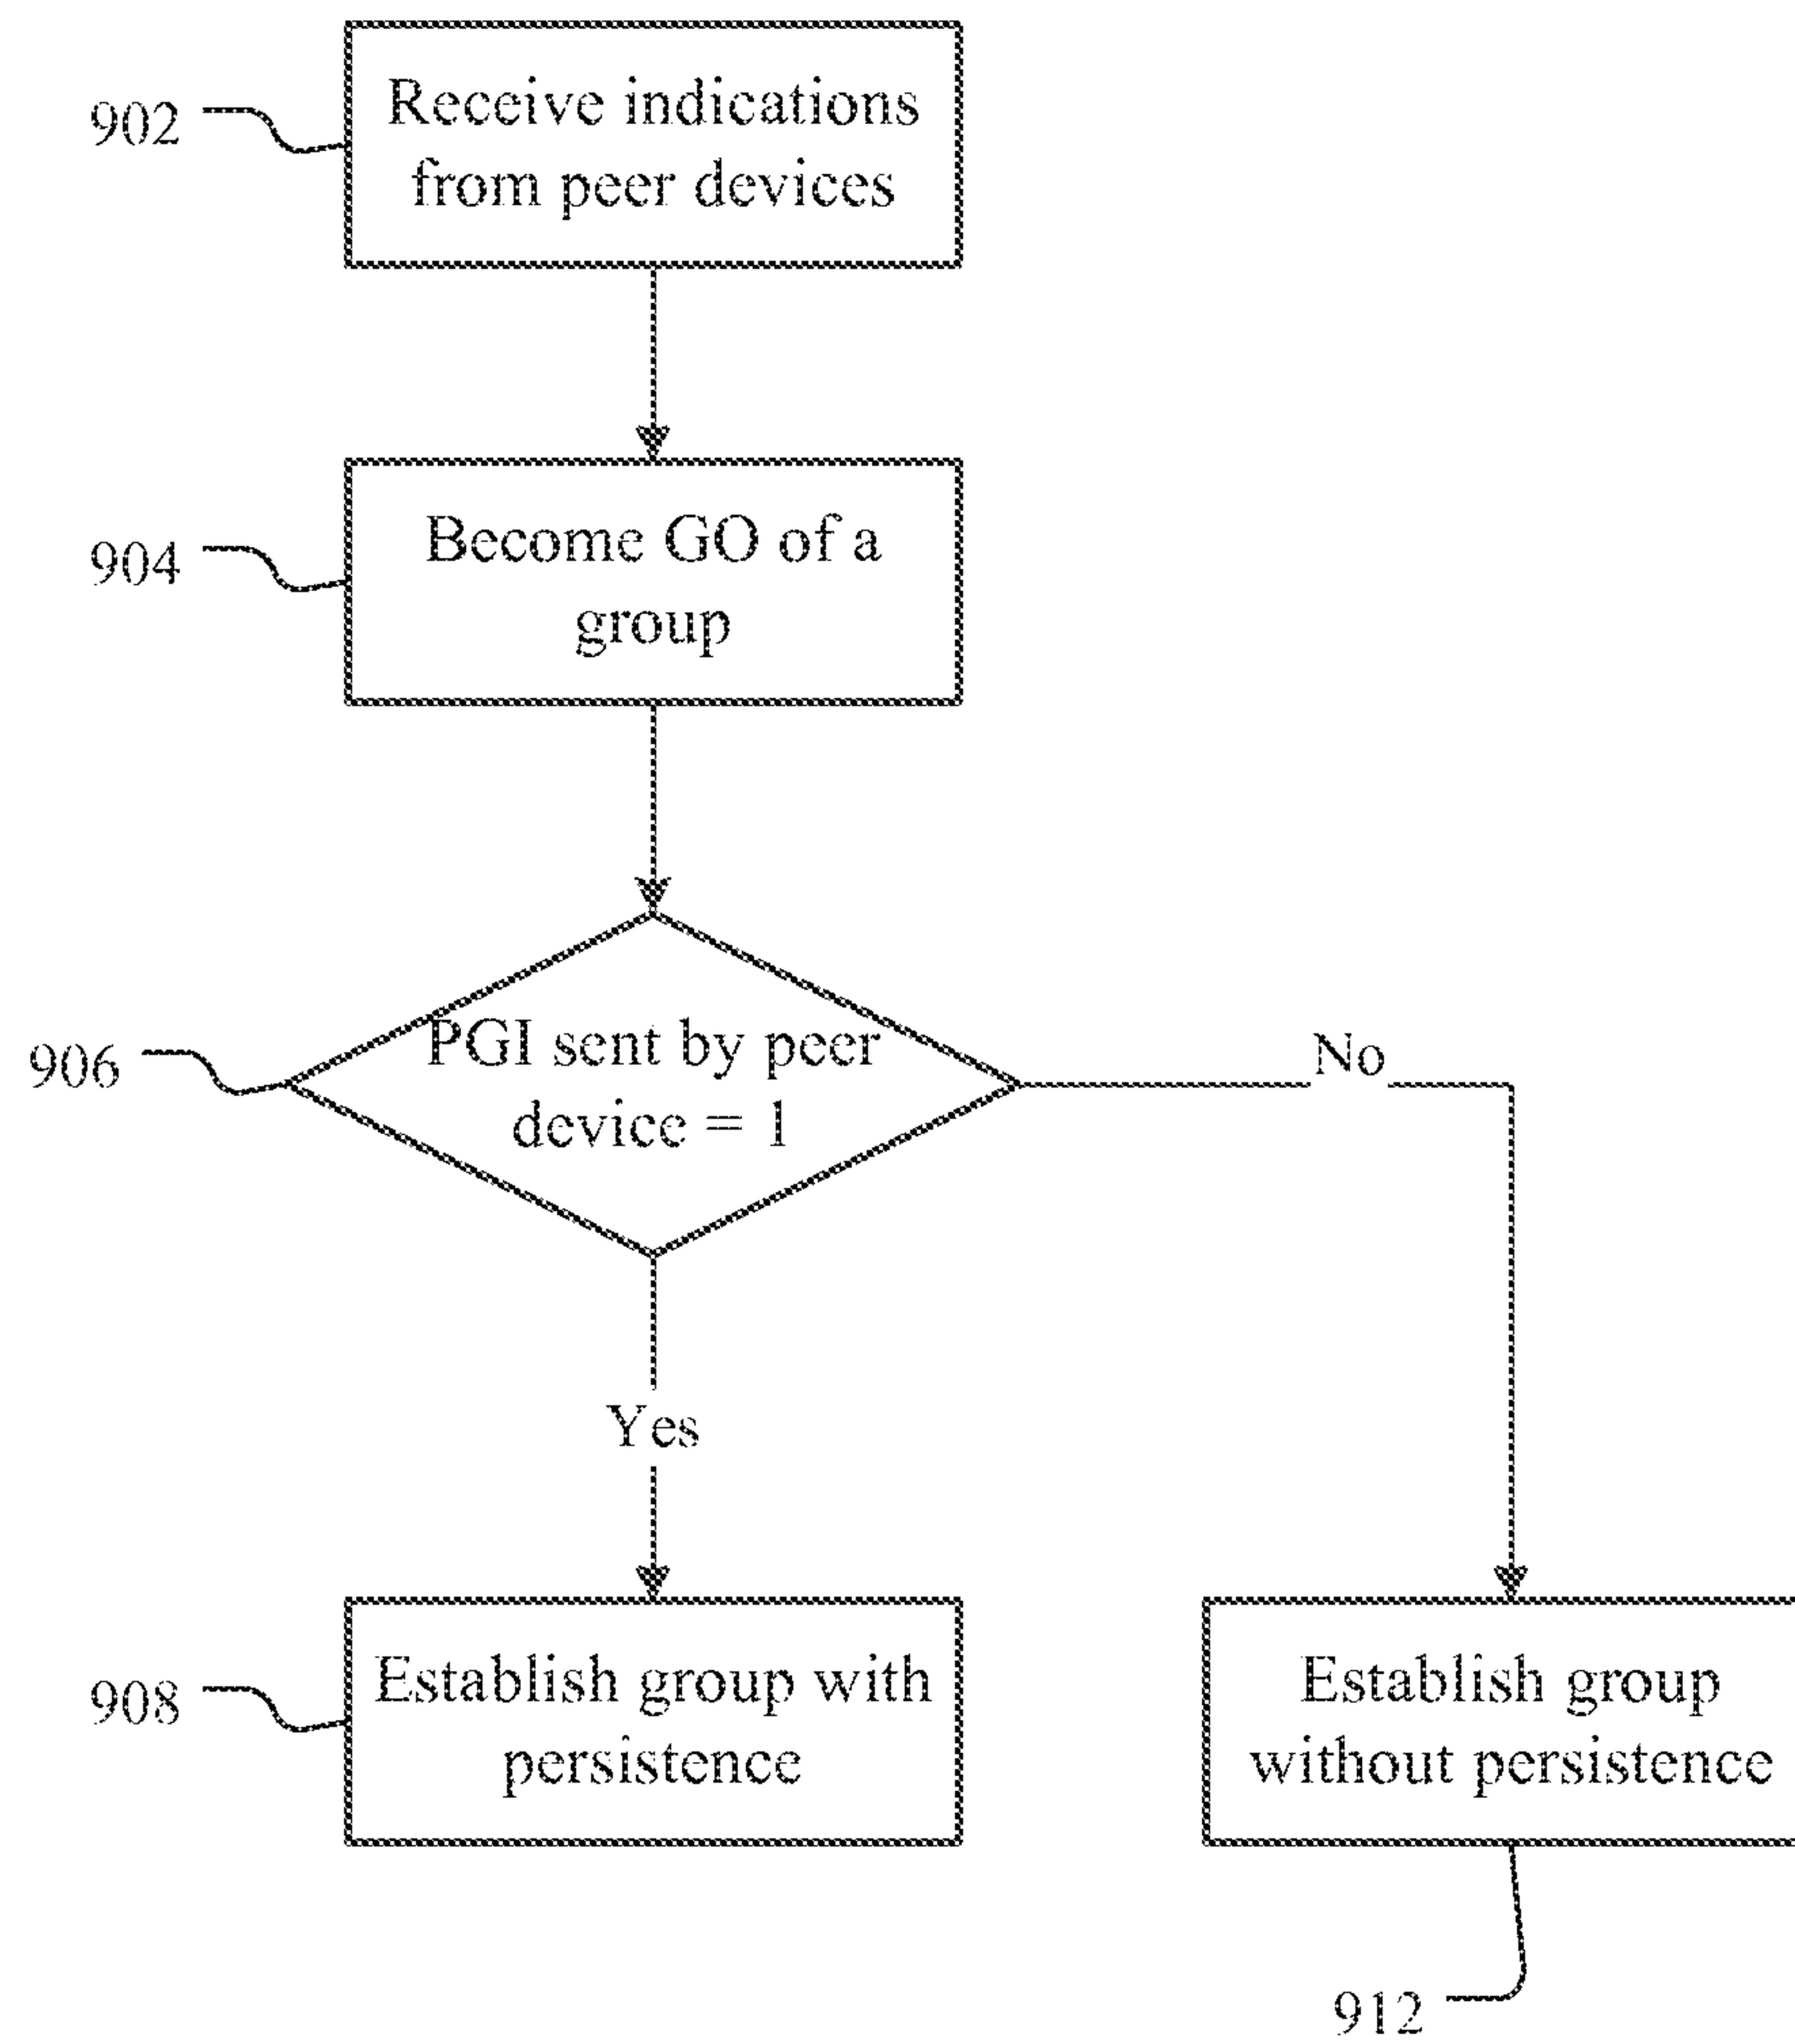 902
Receive indications
from peer devices
904
Become GO of a
group
906
PGI sent by peer
device = 1
No
Yes
908
Establish group with
persistence
Establish group
without persistence
912